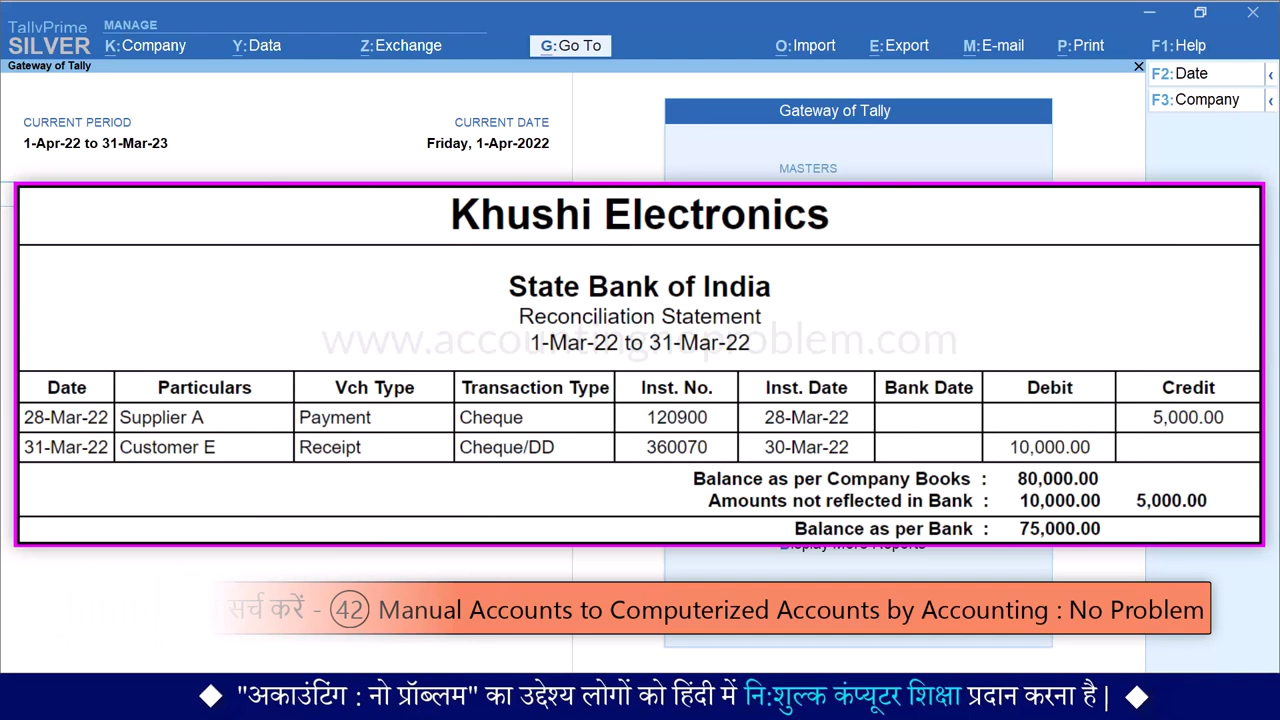 TallyPrime
SILVER
MANAGE
K:Company Y:Data Z:Exchange G:Go To O:Import E:Export M:E-mail P:Print F1:Help
Gateway of Tally
F2:Date
F3:Company
CURRENT PERIOD CURRENT DATE
1-Apr-22 to 31-Mar-23 Friday, 1-Apr-2022
Gateway of Tally
MASTERS
Khushi Electronics
State Bank of India
Reconciliation Statement
www.accountingnoproblem.com
1-Mar-22 to 31-Mar-22
Date Particulars Vch Type Transaction Type Inst. No. Inst. Date Bank Date Debit Credit
28-Mar-22 Supplier A Payment Cheque 120900 28-Mar-22 5,000.00
31-Mar-22 Customer E Receipt Cheque/DD 360070 30-Mar-22 10,000.00
Balance as per Company Books : 80,000.00
Amounts not reflected in Bank : 10,000.00 5,000.00
Balance as per Bank : 75,000.00
Display More Reports
सर्च करें - 42 Manual Accounts to Computerized Accounts by Accounting : No Problem
"अकाउंटिंग : नो प्रॉब्लम" का उद्देश्य लोगों को हिंदी में नि:शुल्क कंप्यूटर शिक्षा प्रदान करना है |